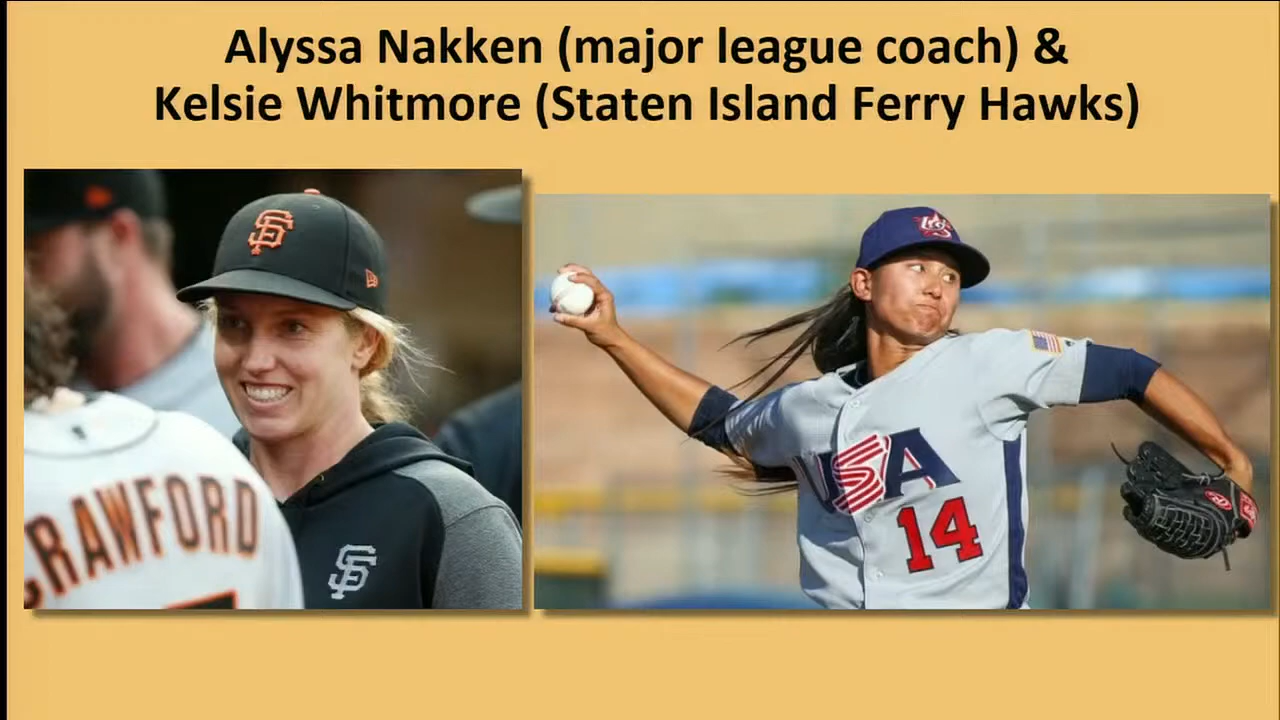 Alyssa Nakken (major league coach) &
Kelsie Whitmore (Staten Island Ferry Hawks)
SF
CRAWFORD
SF
USA
14